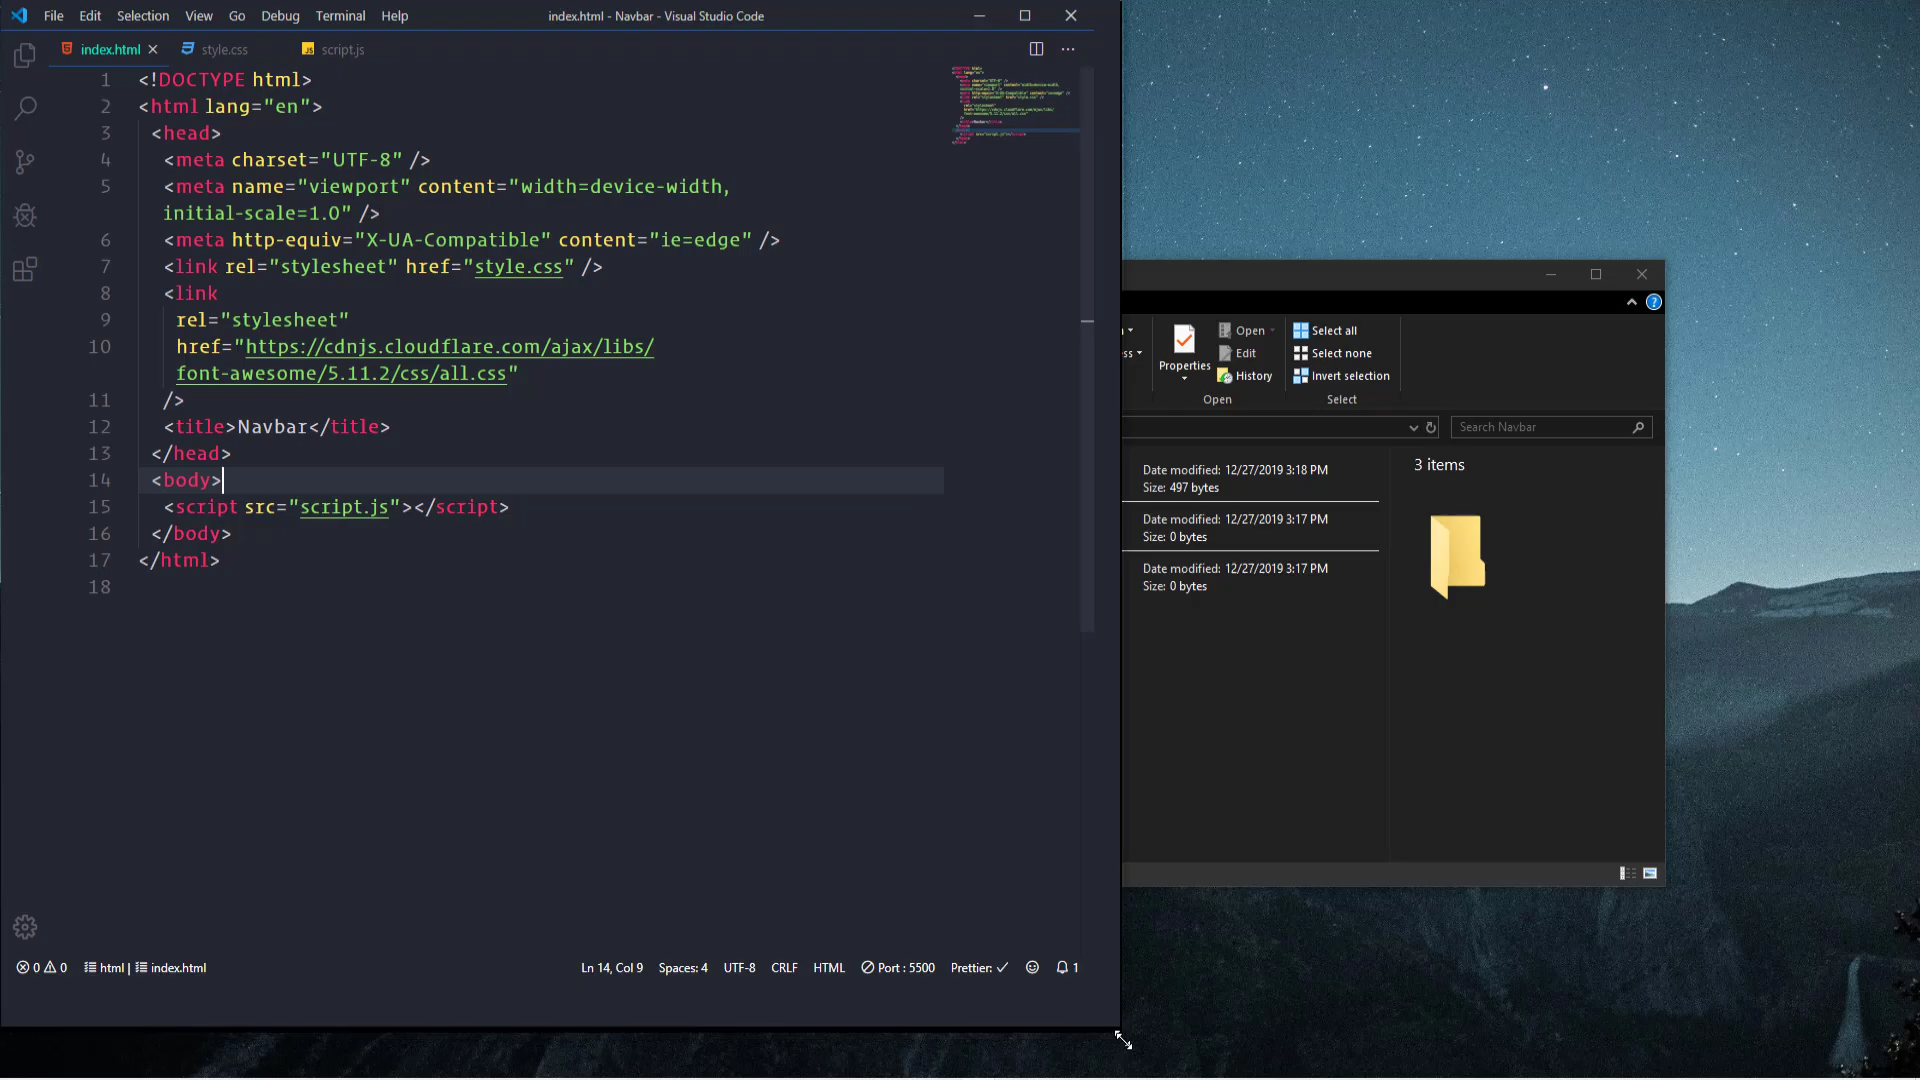 File Edit Selection View Go Debug Terminal Help
index.html - Navbar - Visual Studio Code
index.html style.css script.js
1 <!DOCTYPE html>
2 <html lang="en">
3 <head>
4 <meta charset="UTF-8" />
5 <meta name="viewport" content="width=device-width,
initial-scale=1.0" />
6 <meta http-equiv="X-UA-Compatible" content="ie=edge" />
7 <link rel="stylesheet" href="style.css" />
8 <link
9 rel="stylesheet"
10 href="https://cdnjs.cloudflare.com/ajax/libs/
font-awesome/5.11.2/css/all.css"
11 />
12 <title>Navbar</title>
13 </head>
14 <body>
15 <script src="script.js"></script>
16 </body>
17 </html>
18
0 0 html | index.html
Ln 14, Col 9 Spaces: 4 UTF-8 CRLF HTML Port : 5500 Prettier: ✓ 1
Properties
Open
Edit
History
Open
Select all
Select none
Invert selection
Select
Search Navbar
Date modified: 12/27/2019 3:18 PM
Size: 497 bytes
Date modified: 12/27/2019 3:17 PM
Size: 0 bytes
Date modified: 12/27/2019 3:17 PM
Size: 0 bytes
3 items